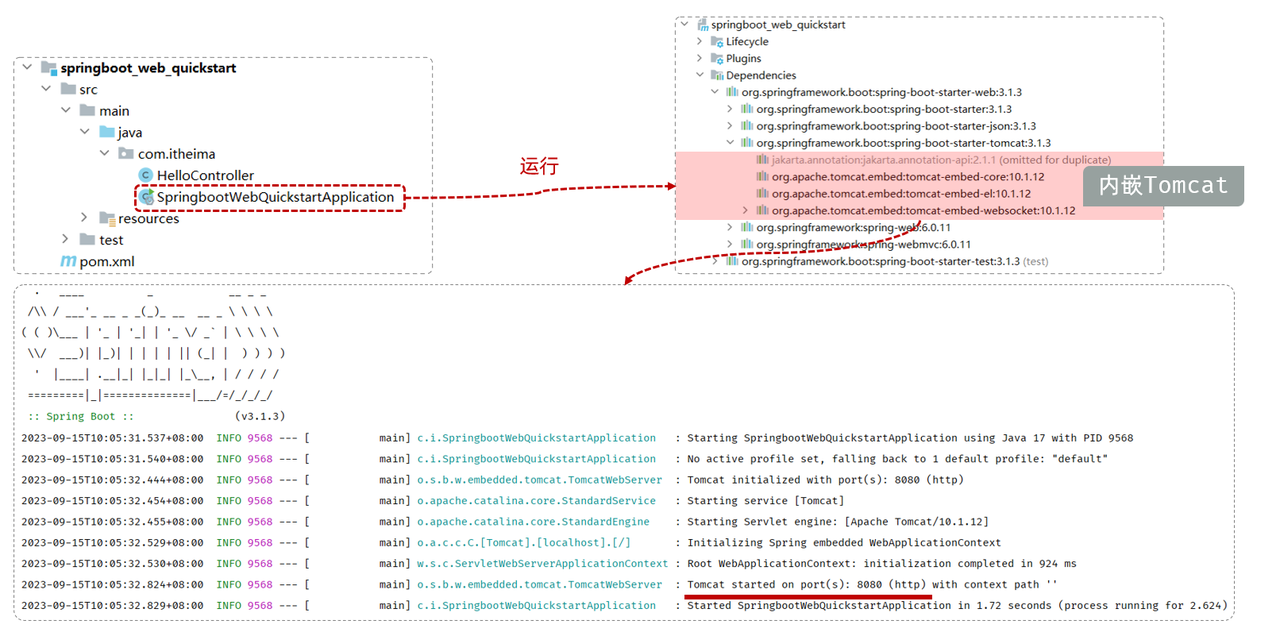 springboot_web_quickstart
src
main
java
com.itheima
HelloController
SpringbootWebQuickstartApplication
resources
test
pom.xml
运行
springboot_web_quickstart
Lifecycle
Plugins
Dependencies
org.springframework.boot:spring-boot-starter-web:3.1.3
org.springframework.boot:spring-boot-starter:3.1.3
org.springframework.boot:spring-boot-starter-json:3.1.3
org.springframework.boot:spring-boot-starter-tomcat:3.1.3
jakarta.annotation:jakarta.annotation-api:2.1.1 (omitted for duplicate)
org.apache.tomcat.embed:tomcat-embed-core:10.1.12
org.apache.tomcat.embed:tomcat-embed-el:10.1.12
org.apache.tomcat.embed:tomcat-embed-websocket:10.1.12
org.springframework:spring-web:6.0.11
org.springframework:spring-webmvc:6.0.11
org.springframework.boot:spring-boot-starter-test:3.1.3 (test)
内嵌Tomcat
:: Spring Boot :: (v3.1.3)
2023-09-15T10:05:31.537+08:00 INFO 9568 --- [ main] c.i.SpringbootWebQuickstartApplication : Starting SpringbootWebQuickstartApplication using Java 17 with PID 9568
2023-09-15T10:05:31.540+08:00 INFO 9568 --- [ main] c.i.SpringbootWebQuickstartApplication : No active profile set, falling back to 1 default profile: "default"
2023-09-15T10:05:32.444+08:00 INFO 9568 --- [ main] o.s.b.w.embedded.tomcat.TomcatWebServer : Tomcat initialized with port(s): 8080 (http)
2023-09-15T10:05:32.454+08:00 INFO 9568 --- [ main] o.apache.catalina.core.StandardService : Starting service [Tomcat]
2023-09-15T10:05:32.455+08:00 INFO 9568 --- [ main] o.apache.catalina.core.StandardEngine : Starting Servlet engine: [Apache Tomcat/10.1.12]
2023-09-15T10:05:32.529+08:00 INFO 9568 --- [ main] o.a.c.c.C.[Tomcat].[localhost].[/] : Initializing Spring embedded WebApplicationContext
2023-09-15T10:05:32.530+08:00 INFO 9568 --- [ main] w.s.c.ServletWebServerApplicationContext : Root WebApplicationContext: initialization completed in 924 ms
2023-09-15T10:05:32.824+08:00 INFO 9568 --- [ main] o.s.b.w.embedded.tomcat.TomcatWebServer : Tomcat started on port(s): 8080 (http) with context path ''
2023-09-15T10:05:32.829+08:00 INFO 9568 --- [ main] c.i.SpringbootWebQuickstartApplication : Started SpringbootWebQuickstartApplication in 1.72 seconds (process running for 2.624)